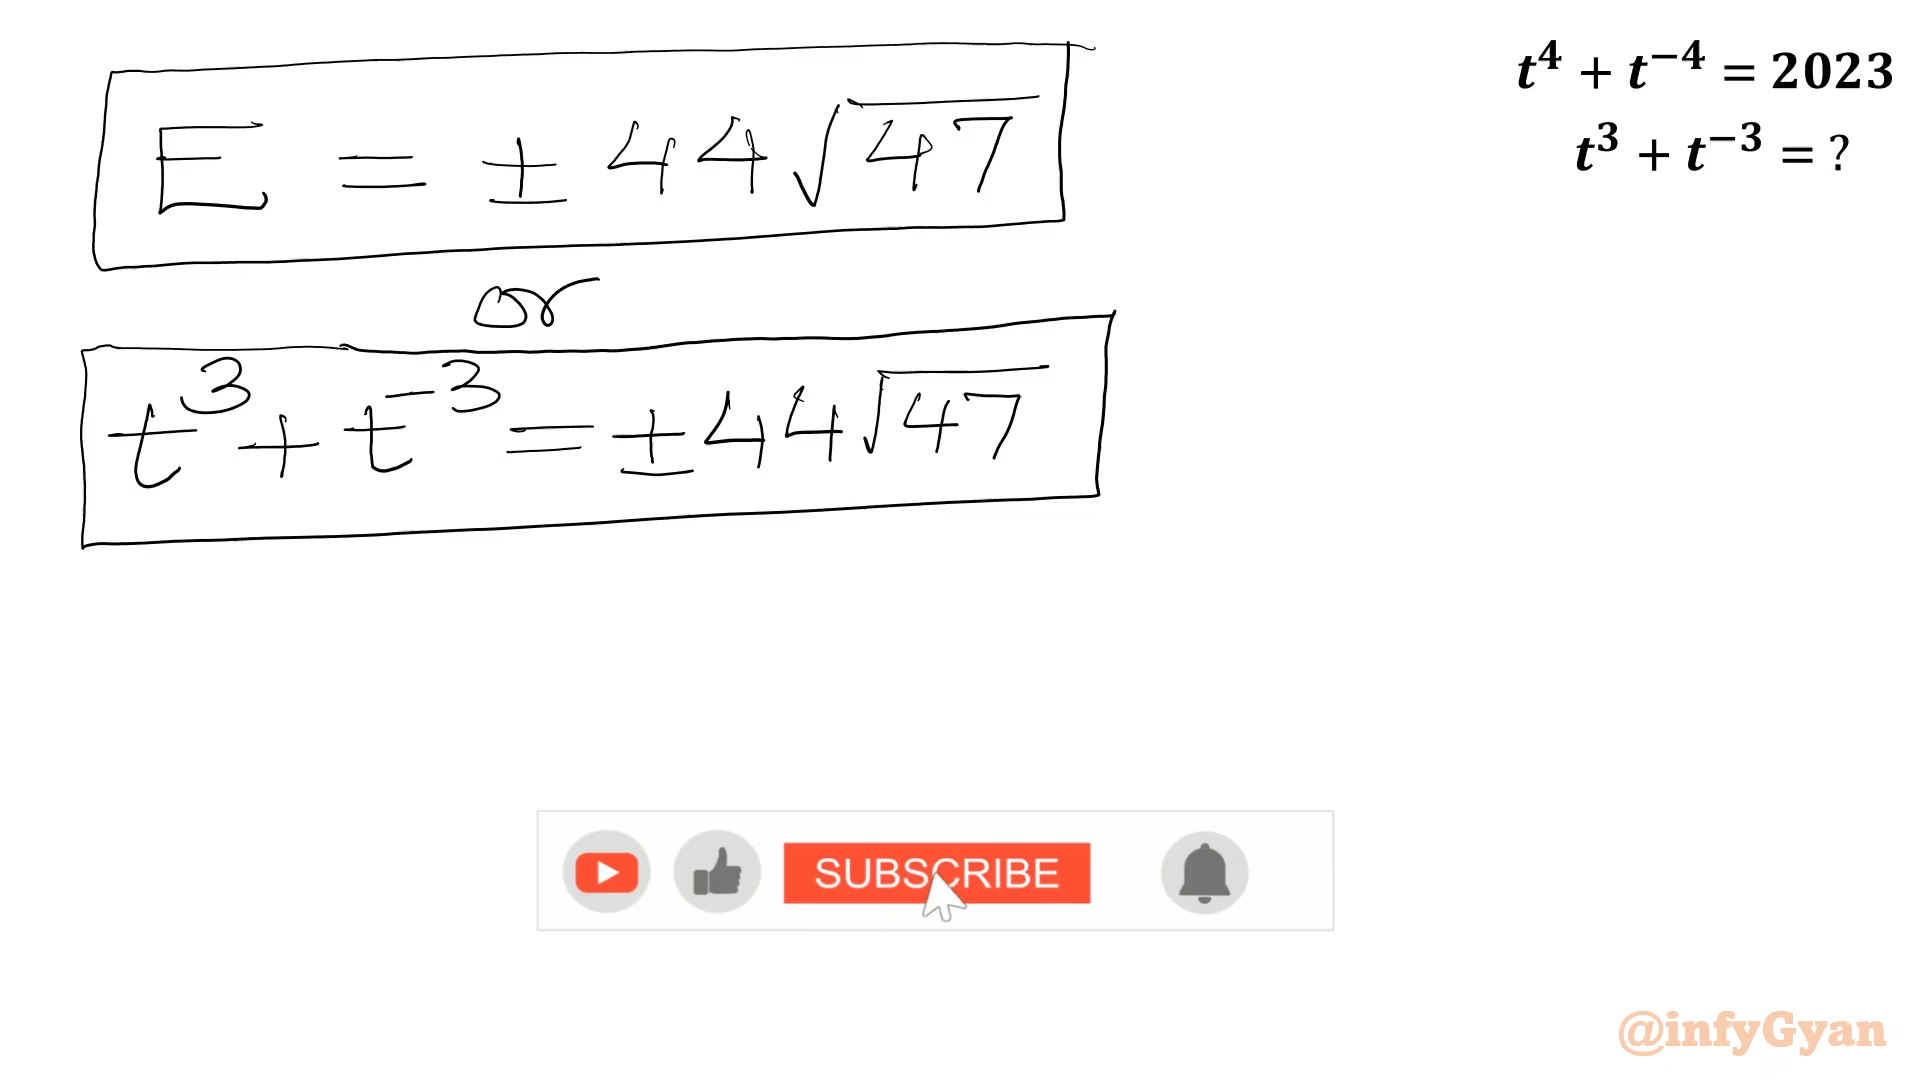 E = ± 44√47
t⁴ + t⁻⁴ = 2023
t³ + t⁻³ = ?
or
t³ + t⁻³ = ± 44√47
SUBSCRIBE
@infyGyan